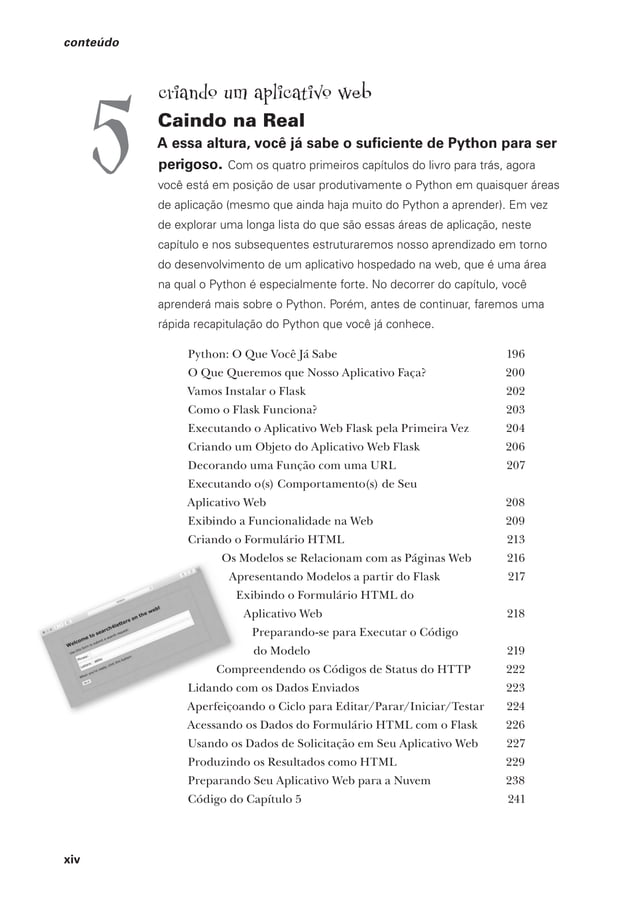 conteúdo
5
criando um aplicativo web
Caindo na Real
A essa altura, você já sabe o suficiente de Python para ser
perigoso. Com os quatro primeiros capítulos do livro para trás, agora
você está em posição de usar produtivamente o Python em quaisquer áreas
de aplicação (mesmo que ainda haja muito do Python a aprender). Em vez
de explorar uma longa lista do que são essas áreas de aplicação, neste
capítulo e nos subsequentes estruturaremos nosso aprendizado em torno
do desenvolvimento de um aplicativo hospedado na web, que é uma área
na qual o Python é especialmente forte. No decorrer do capítulo, você
aprenderá mais sobre o Python. Porém, antes de continuar, faremos uma
rápida recapitulação do Python que você já conhece.
Python: O Que Você Já Sabe 196
O Que Queremos que Nosso Aplicativo Faça? 200
Vamos Instalar o Flask 202
Como o Flask Funciona? 203
Executando o Aplicativo Web Flask pela Primeira Vez 204
Criando um Objeto do Aplicativo Web Flask 206
Decorando uma Função com uma URL 207
Executando o(s) Comportamento(s) de Seu
Aplicativo Web 208
Exibindo a Funcionalidade na Web 209
Criando o Formulário HTML 213
Os Modelos se Relacionam com as Páginas Web 216
Apresentando Modelos a partir do Flask 217
Exibindo o Formulário HTML do
Aplicativo Web 218
Preparando-se para Executar o Código
do Modelo 219
Compreendendo os Códigos de Status do HTTP 222
Lidando com os Dados Enviados 223
Aperfeiçoando o Ciclo para Editar/Parar/Iniciar/Testar 224
Acessando os Dados do Formulário HTML com o Flask 226
Usando os Dados de Solicitação em Seu Aplicativo Web 227
Produzindo os Resultados como HTML 229
Preparando Seu Aplicativo Web para a Nuvem 238
Código do Capítulo 5 241
Welcome to search4letters on the web!
Use this form to submit a search request:
xiv